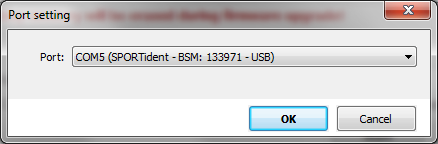 Port setting
Port: COM5 (SPORTident - BSM: 133971 - USB)
OK Cancel